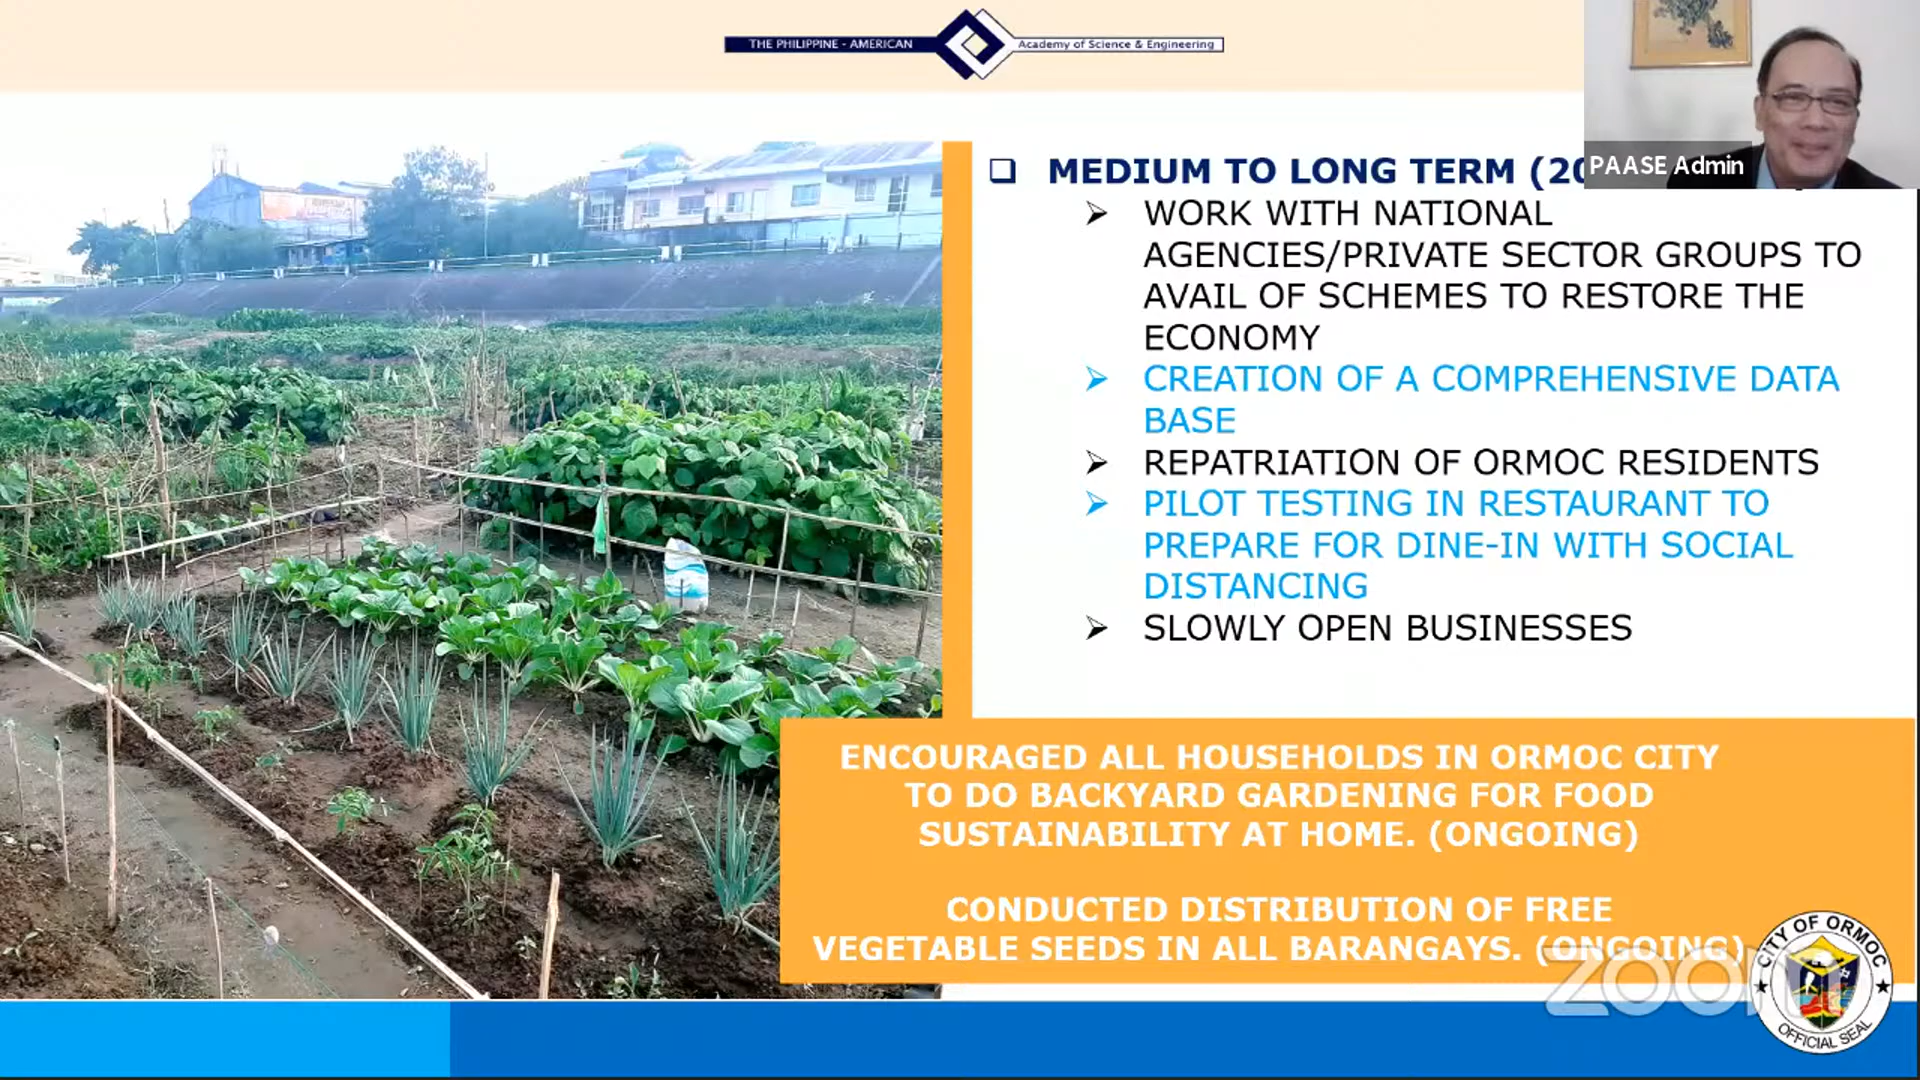 THE PHILIPPINE - AMERICAN Academy of Science & Engineering
PAASE Admin
❑ MEDIUM TO LONG TERM (20
➢ WORK WITH NATIONAL
AGENCIES/PRIVATE SECTOR GROUPS TO
AVAIL OF SCHEMES TO RESTORE THE
ECONOMY
➢ CREATION OF A COMPREHENSIVE DATA
BASE
➢ REPATRIATION OF ORMOC RESIDENTS
➢ PILOT TESTING IN RESTAURANT TO
PREPARE FOR DINE-IN WITH SOCIAL
DISTANCING
➢ SLOWLY OPEN BUSINESSES
ENCOURAGED ALL HOUSEHOLDS IN ORMOC CITY
TO DO BACKYARD GARDENING FOR FOOD
SUSTAINABILITY AT HOME. (ONGOING)
CONDUCTED DISTRIBUTION OF FREE
VEGETABLE SEEDS IN ALL BARANGAYS. (ONGOING)
zoom
CITY OF ORMOC
OFFICIAL SEAL